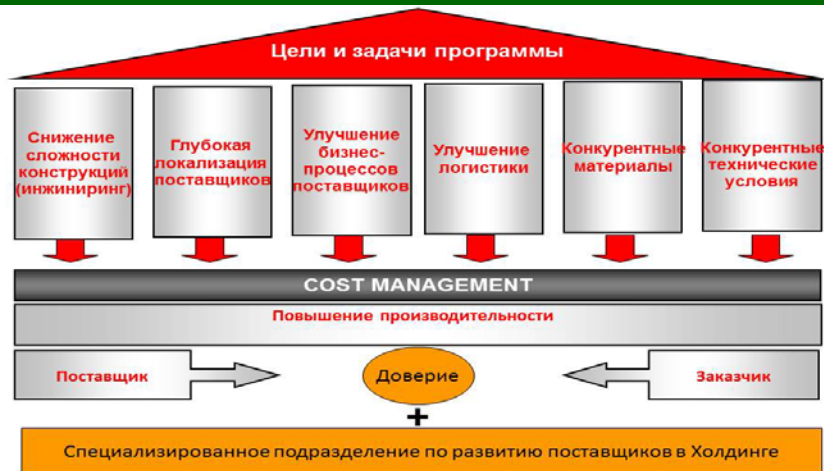 Цели и задачи программы
Снижение
сложности
конструкций
(инжиниринг)
Глубокая
локализация
поставщиков
Улучшение
бизнес-
процессов
поставщиков
Улучшение
логистики
Конкурентные
материалы
Конкурентные
технические
условия
COST MANAGEMENT
Повышение производительности
Поставщик
Доверие
Заказчик
+
Специализированное подразделение по развитию поставщиков в Холдинге